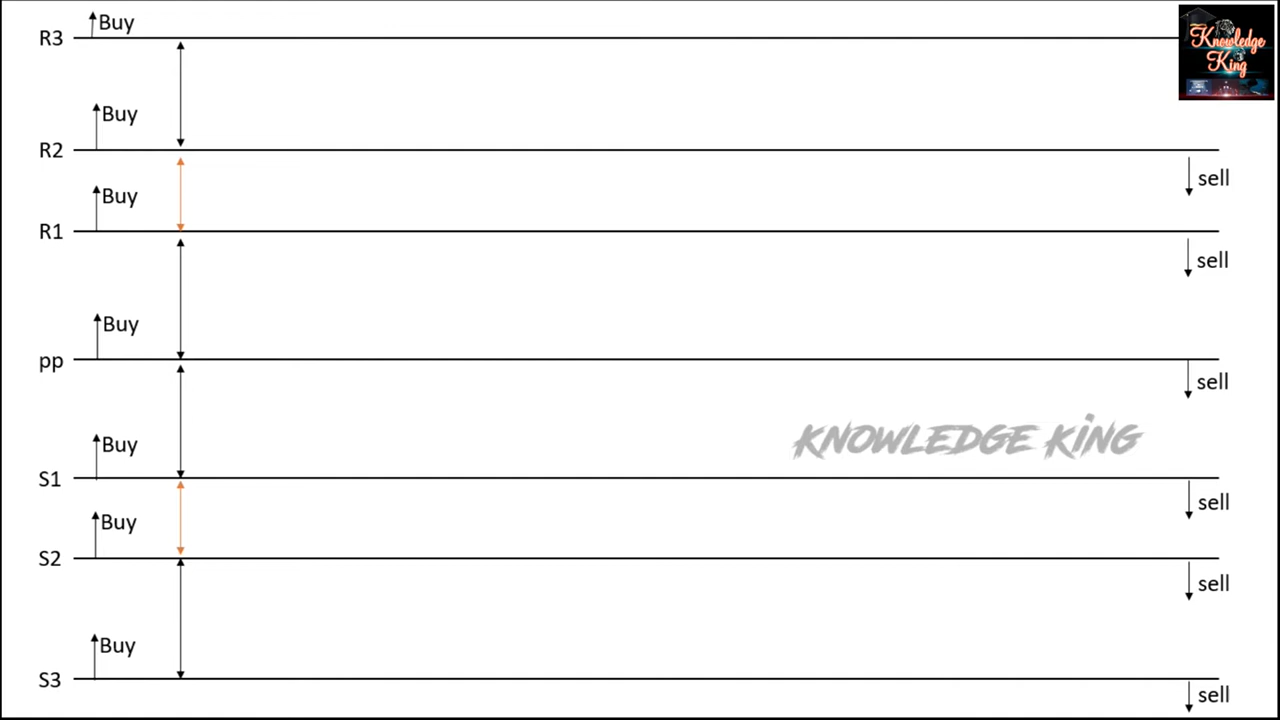 Buy
R3
Knowledge
King
Buy
R2
sell
Buy
R1
sell
Buy
pp
sell
KNOWLEDGE KING
Buy
S1
sell
Buy
S2
sell
Buy
S3
sell